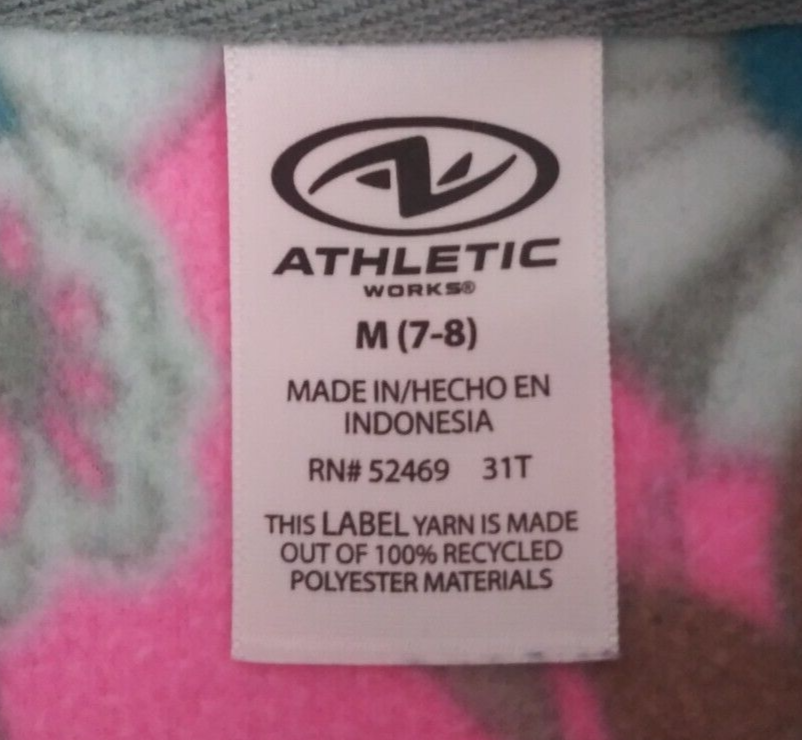 ATHLETIC
WORKS®
M (7-8)
MADE IN/HECHO EN
INDONESIA
RN# 52469 31T
THIS LABEL YARN IS MADE
OUT OF 100% RECYCLED
POLYESTER MATERIALS